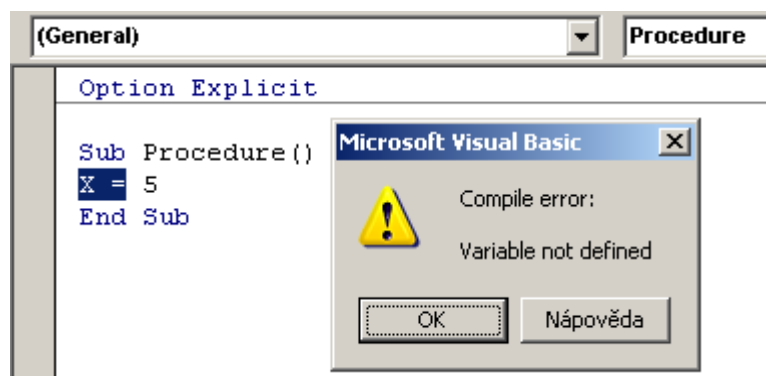 (General)
Procedure
Option Explicit
Sub Procedure()
X = 5
End Sub
Microsoft Visual Basic
Compile error:
Variable not defined
OK
Nápověda